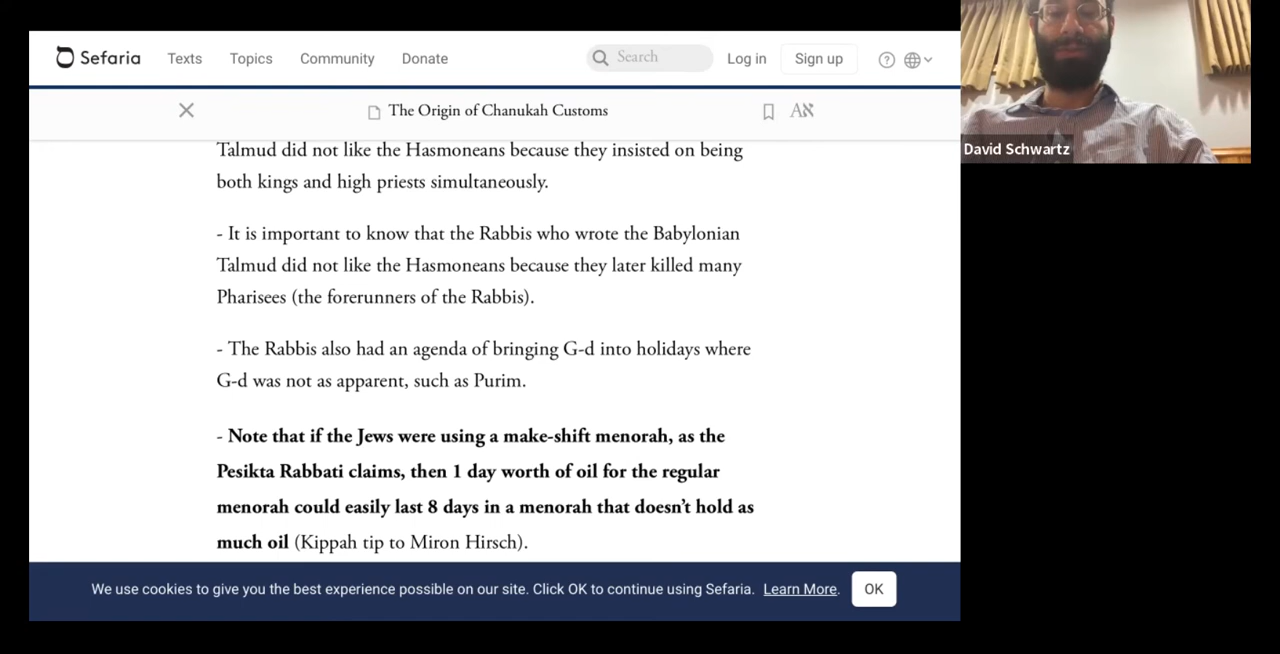 Sefaria Texts Topics Community Donate Search Log in Sign up
The Origin of Chanukah Customs Aא
Talmud did not like the Hasmoneans because they insisted on being
both kings and high priests simultaneously.
- It is important to know that the Rabbis who wrote the Babylonian
Talmud did not like the Hasmoneans because they later killed many
Pharisees (the forerunners of the Rabbis).
- The Rabbis also had an agenda of bringing G-d into holidays where
G-d was not as apparent, such as Purim.
- Note that if the Jews were using a make-shift menorah, as the
Pesikta Rabbati claims, then 1 day worth of oil for the regular
menorah could easily last 8 days in a menorah that doesn’t hold as
much oil (Kippah tip to Miron Hirsch).
We use cookies to give you the best experience possible on our site. Click OK to continue using Sefaria. Learn More. OK
David Schwartz